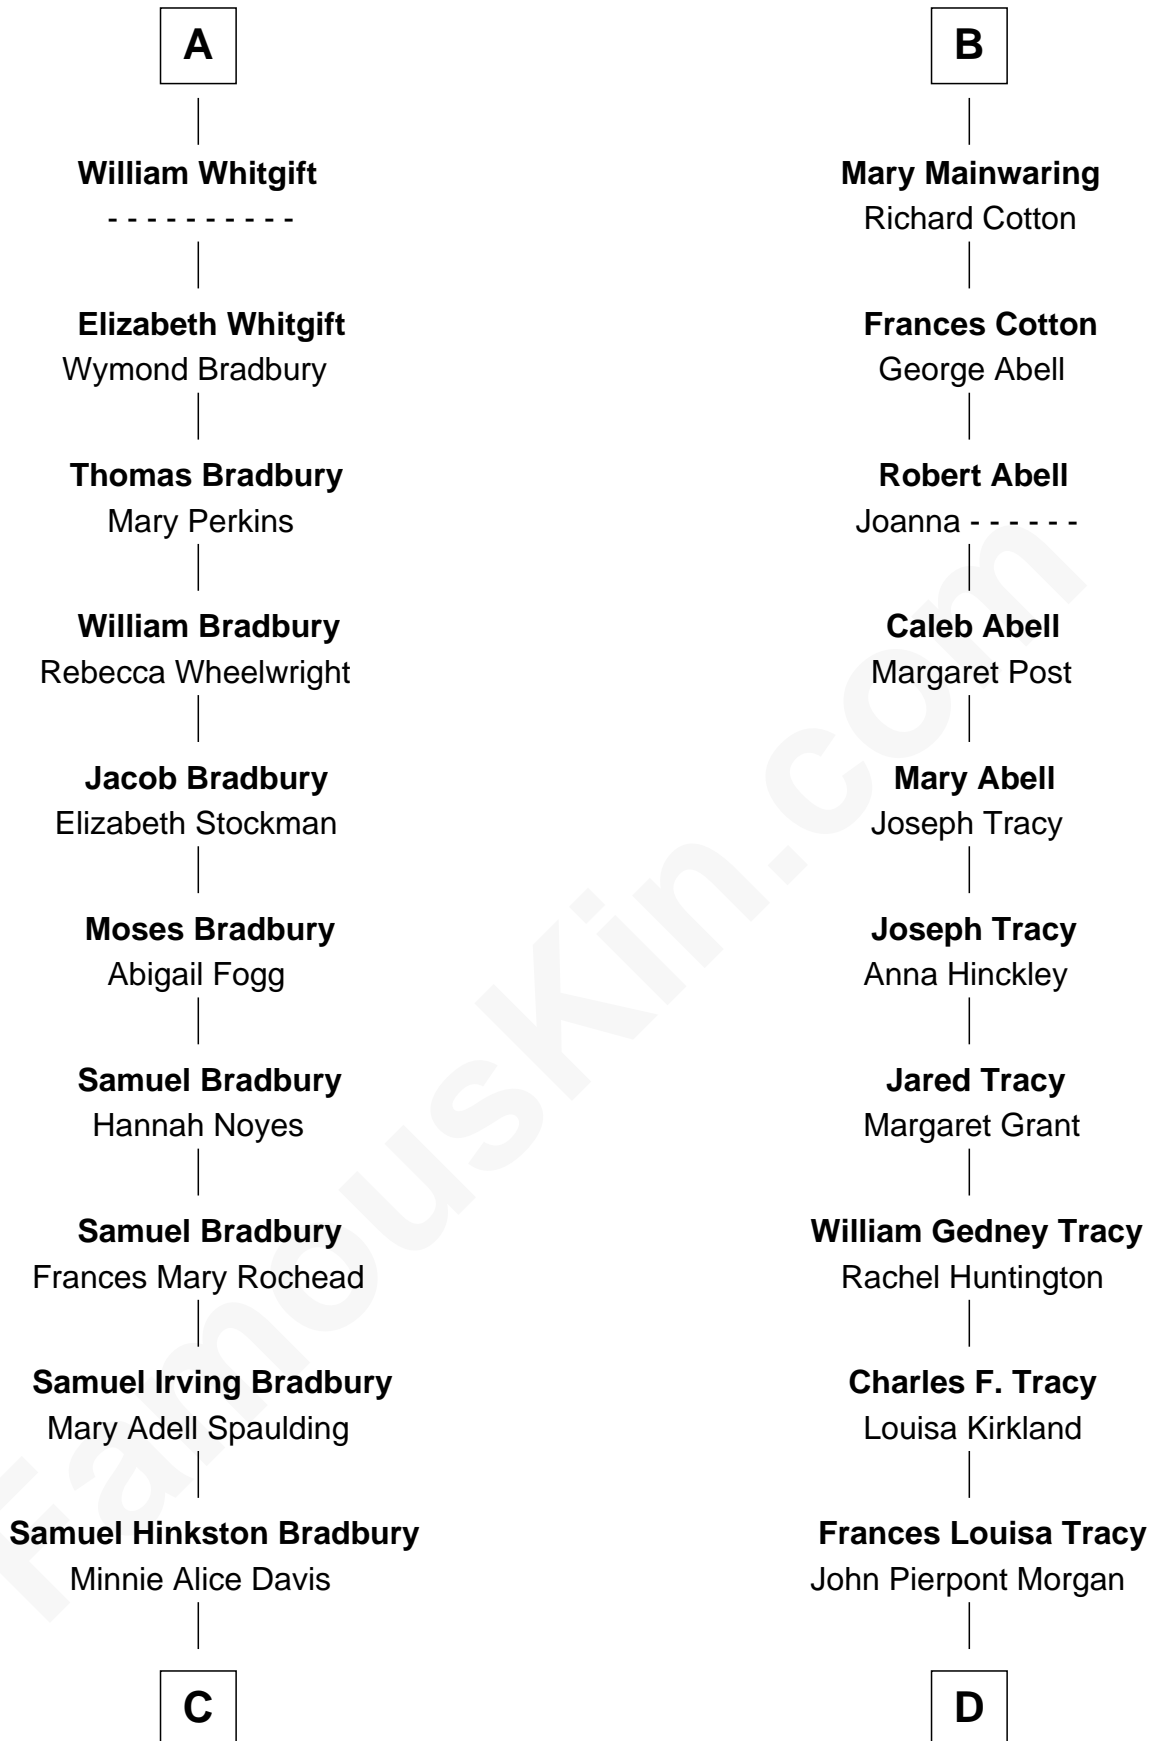 A
William Whitgift
- - - - - - - - - -
Elizabeth Whitgift
Wymond Bradbury
Thomas Bradbury
Mary Perkins
William Bradbury
Rebecca Wheelwright
Jacob Bradbury
Elizabeth Stockman
Moses Bradbury
Abigail Fogg
Samuel Bradbury
Hannah Noyes
Samuel Bradbury
Frances Mary Rochead
Samuel Irving Bradbury
Mary Adell Spaulding
Samuel Hinkston Bradbury
Minnie Alice Davis
C
B
Mary Mainwaring
Richard Cotton
Frances Cotton
George Abell
Robert Abell
Joanna - - - - - -
Caleb Abell
Margaret Post
Mary Abell
Joseph Tracy
Joseph Tracy
Anna Hinckley
Jared Tracy
Margaret Grant
William Gedney Tracy
Rachel Huntington
Charles F. Tracy
Louisa Kirkland
Frances Louisa Tracy
John Pierpont Morgan
D
FamousKin.com